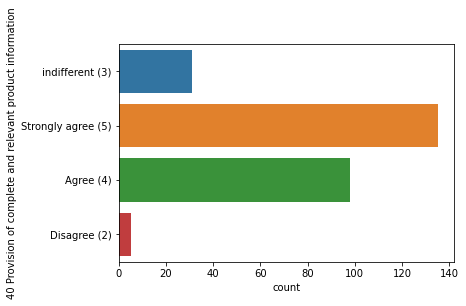 40 Provision of complete and relevant product information
indifferent (3)
Strongly agree (5)
Agree (4)
Disagree (2)
0 20 40 60 80 100 120 140
count